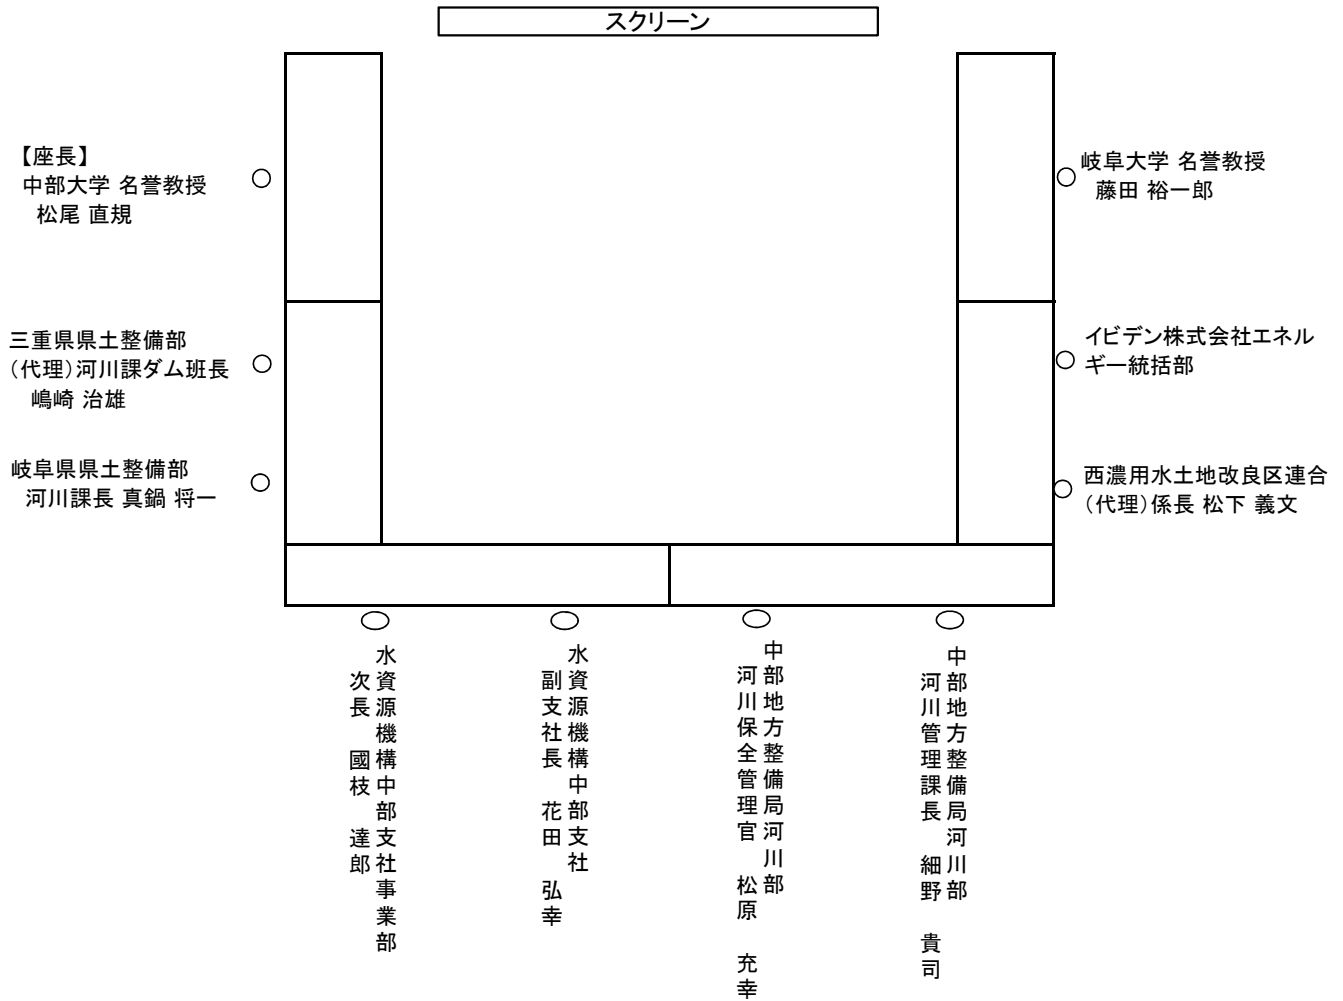 スクリーン
【座長】
中部大学 名誉教授
松尾 直規
三重県県土整備部
(代理)河川課ダム班長
嶋崎 治雄
岐阜県県土整備部
河川課長 真鍋 将一
岐阜大学 名誉教授
藤田 裕一郎
イビデン株式会社エネル
ギー統括部
西濃用水土地改良区連合
(代理)係長 松下 義文
水資源機構中部支社事業部
次長 國枝 達郎
水資源機構中部支社
副支社長 花田 弘幸
中部地方整備局河川部
河川保全管理官 松原 充幸
中部地方整備局河川部
河川管理課長 細野 貴司